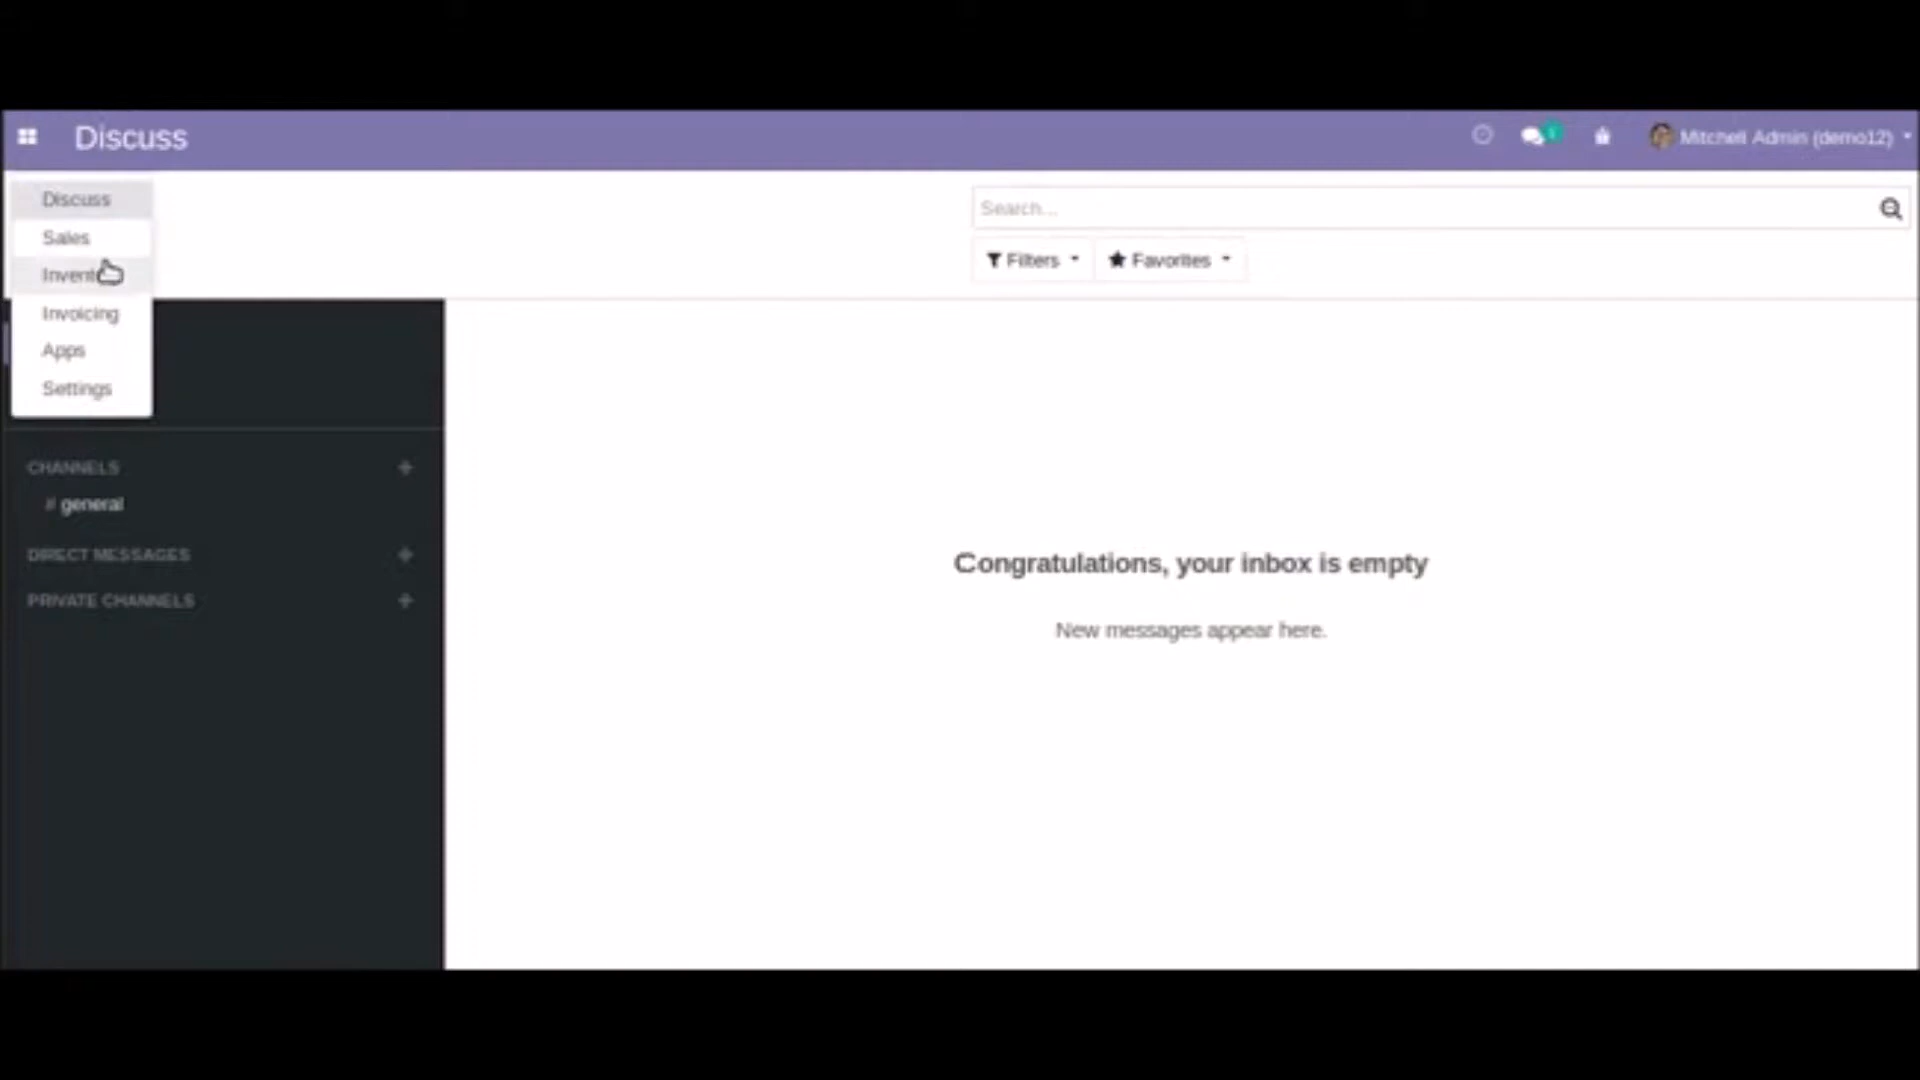 Discuss
Mitchell Admin (demo12)
Discuss
Sales
Invent
Invoicing
Apps
Settings
Search...
Filters
Favorites
CHANNELS
# general
DIRECT MESSAGES
PRIVATE CHANNELS
Congratulations, your inbox is empty
New messages appear here.